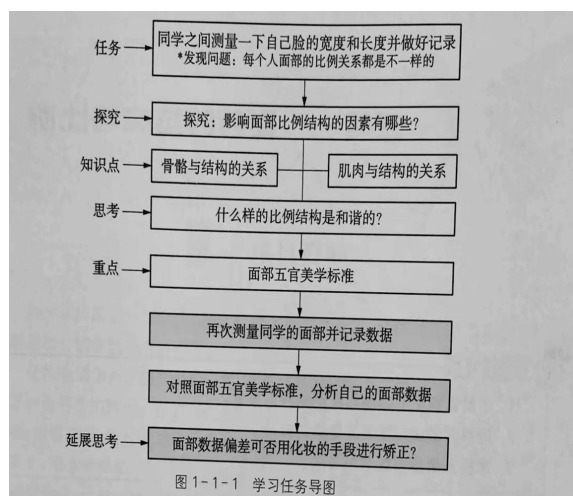 任务
同学之间测量一下自己脸的宽度和长度并做好记录
*发现问题：每个人面部的比例关系都是不一样的
探究
探究：影响面部比例结构的因素有哪些？
知识点
骨骼与结构的关系
肌肉与结构的关系
思考
什么样的比例结构是和谐的？
重点
面部五官美学标准
再次测量同学的面部并记录数据
对照面部五官美学标准，分析自己的面部数据
延展思考
面部数据偏差可否用化妆的手段进行矫正？
图1-1-1 学习任务导图